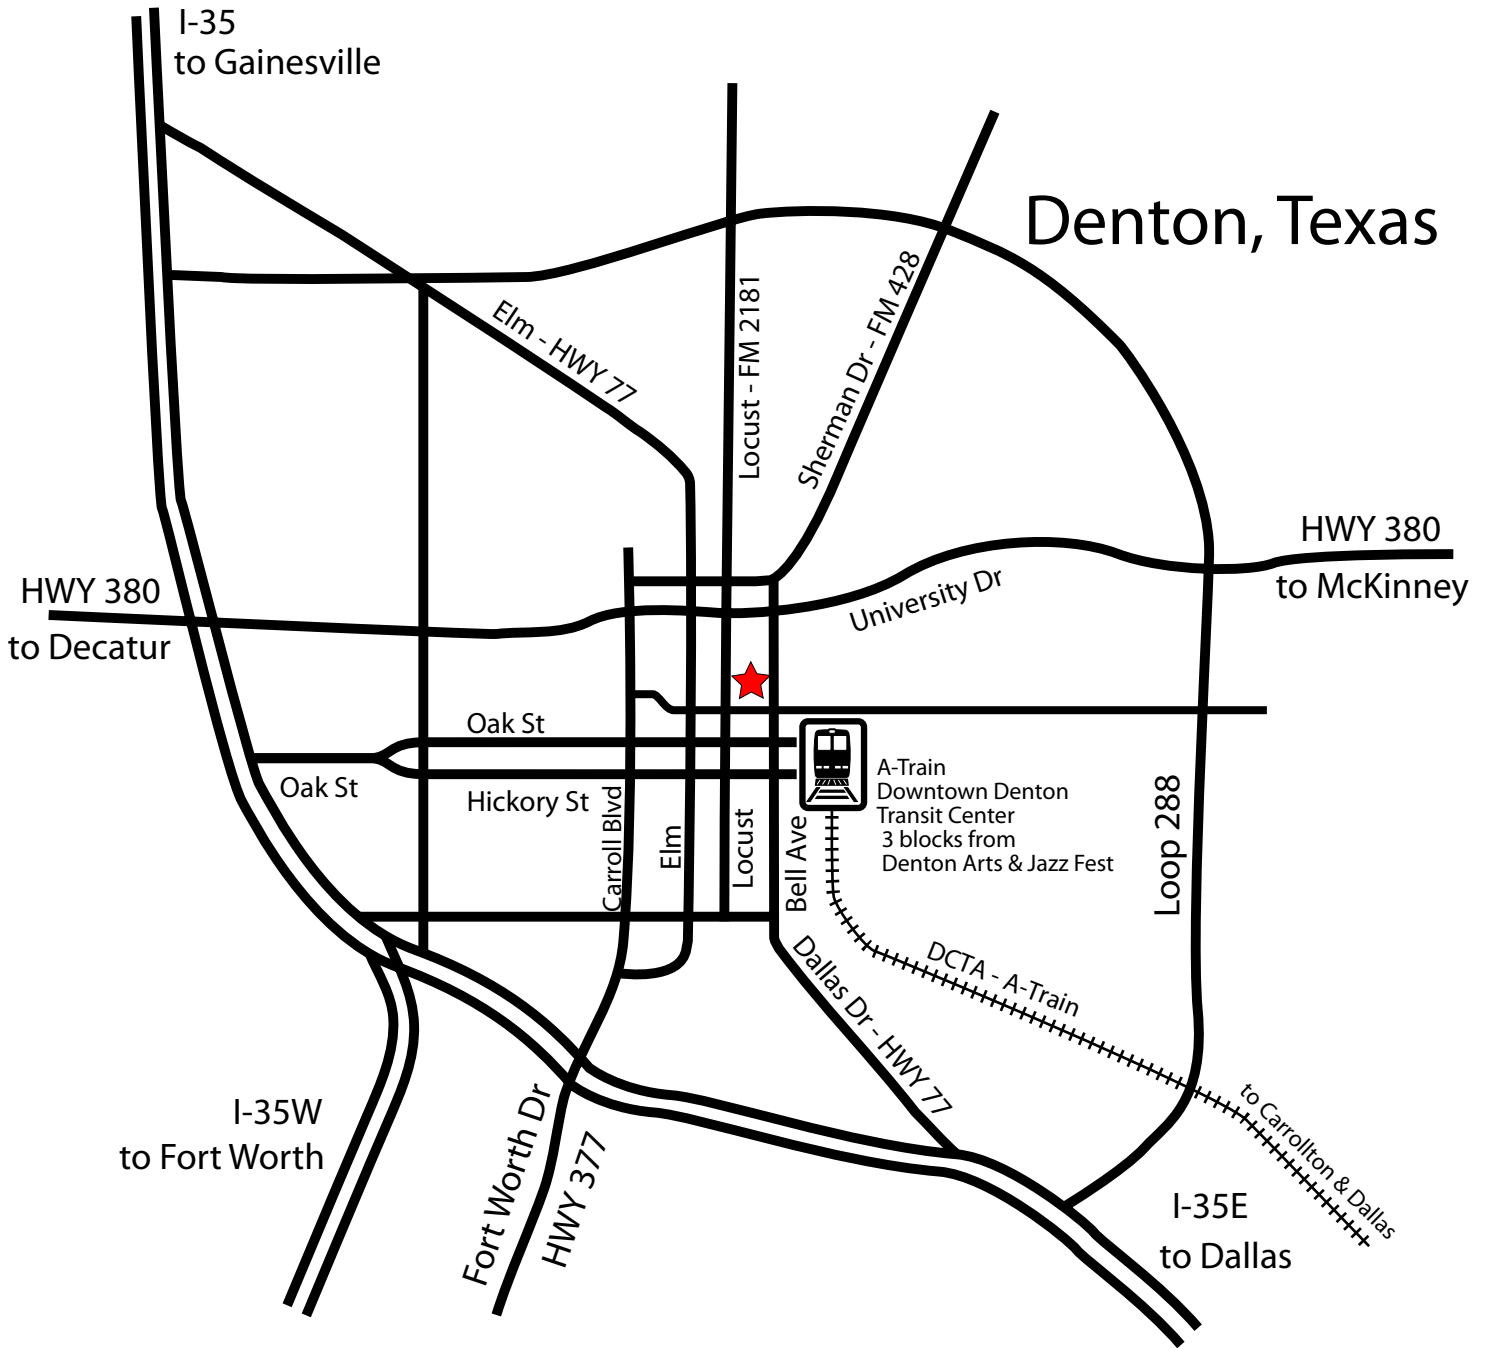 I-35
to Gainesville
Denton, Texas
Elm - HWY 77
Locust - FM 2181
Sherman Dr - FM 428
HWY 380
to McKinney
HWY 380
to Decatur
University Dr
Oak St
Oak St
Hickory St
Carroll Blvd
Elm
Locust
Bell Ave
A-Train
Downtown Denton
Transit Center
3 blocks from
Denton Arts & Jazz Fest
Loop 288
DCTA - A-Train
Dallas Dr - HWY 77
to Carrollton & Dallas
I-35W
to Fort Worth
Fort Worth Dr
HWY 377
I-35E
to Dallas